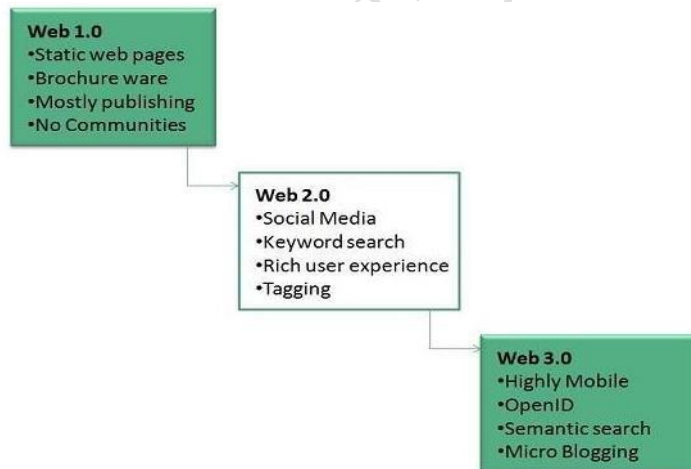 Web 1.0
•Static web pages
•Brochure ware
•Mostly publishing
•No Communities
Web 2.0
•Social Media
•Keyword search
•Rich user experience
•Tagging
Web 3.0
•Highly Mobile
•OpenID
•Semantic search
•Micro Blogging